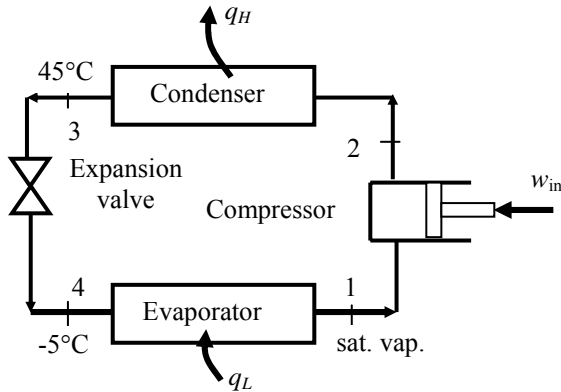 q_H
45°C
Condenser
3
2
Expansion
valve
Compressor
w_in
4
Evaporator
1
-5°C
sat. vap.
q_L